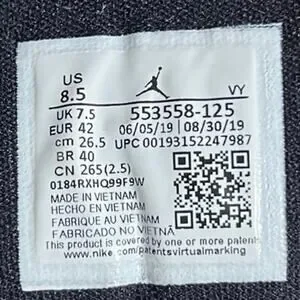 US
8.5
VY
UK 7.5 553558-125
EUR 42 06/05/19 08/30/19
cm 26.5 UPC 00193152247987
BR 40
CN 265(2.5)
0184RXHQ99F9W
MADE IN VIETNAM
HECHO EN VIETNAM
FABRIQUE AU VIETNAM
FABRICADO NO VIETNÃ
This product is covered by one or more
www.nike.com/patentsvirtualmarking